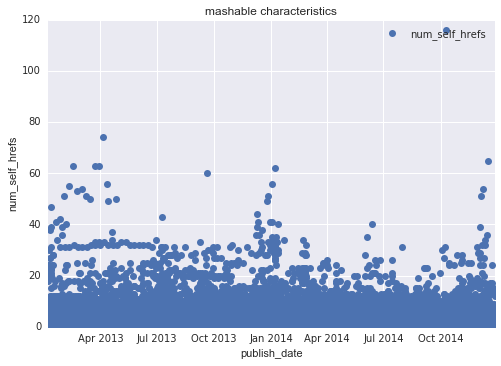 mashable characteristics
num_self_hrefs
120
100
80
60
40
20
0
num_self_hrefs
Apr 2013
Jul 2013
Oct 2013
Jan 2014
Apr 2014
Jul 2014
Oct 2014
publish_date